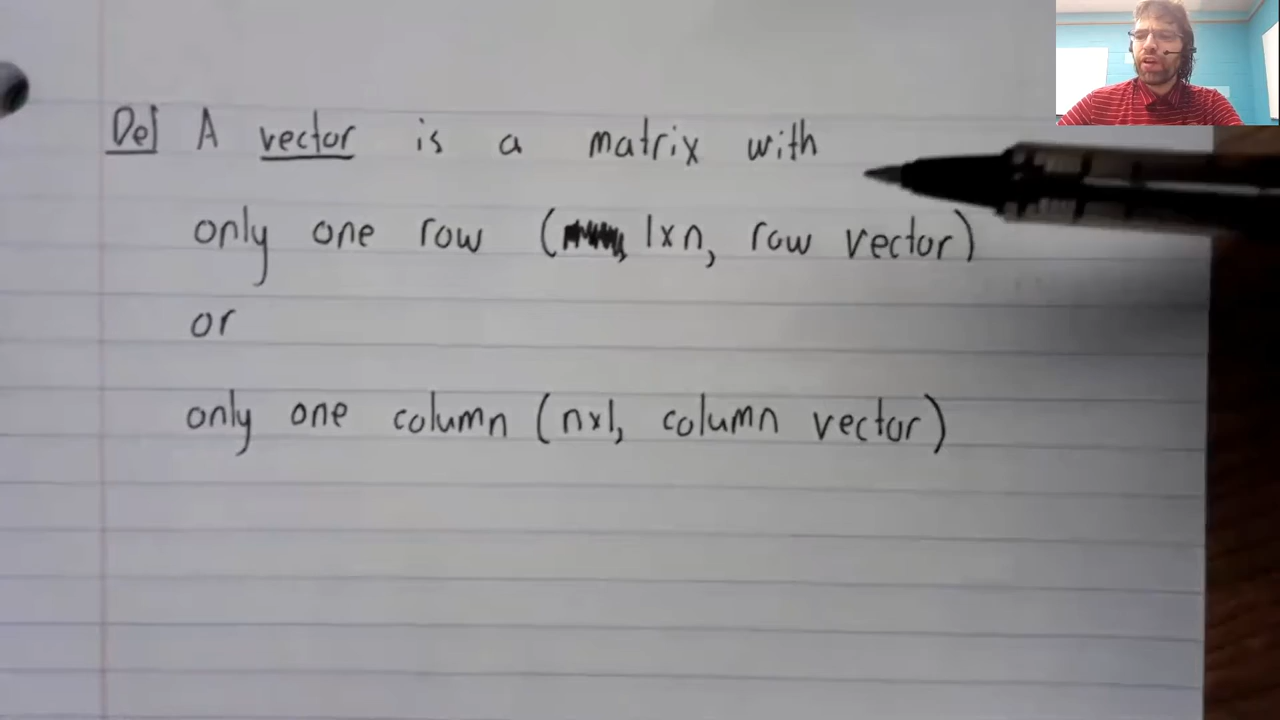 Def A vector is a matrix with
only one row ( 1xn, row vector)
or
only one column (nx1, column vector)